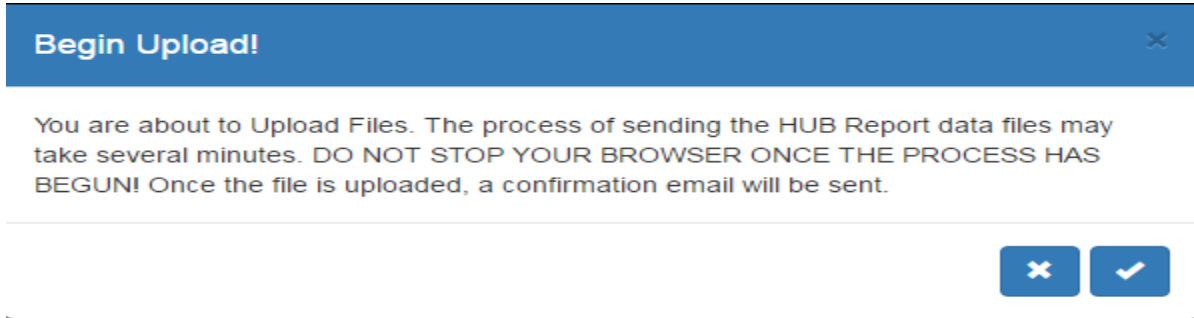 Begin Upload!
You are about to Upload Files. The process of sending the HUB Report data files may
take several minutes. DO NOT STOP YOUR BROWSER ONCE THE PROCESS HAS
BEGUN! Once the file is uploaded, a confirmation email will be sent.